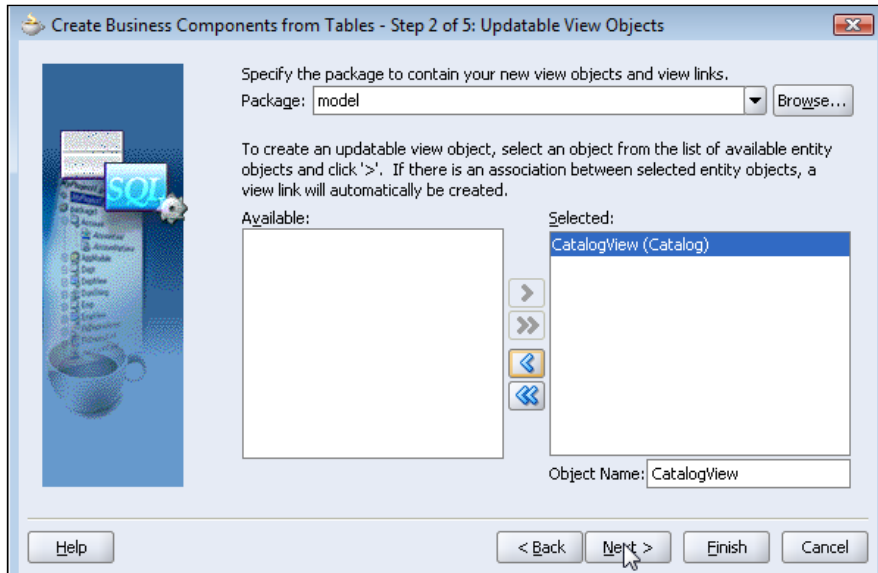 Create Business Components from Tables - Step 2 of 5: Updatable View Objects
Specify the package to contain your new view objects and view links.
Package: model Browse...
To create an updatable view object, select an object from the list of available entity
objects and click '>'. If there is an association between selected entity objects, a
view link will automatically be created.
Available: Selected:
CatalogView (Catalog)
SQL
Object Name: CatalogView
Help < Back Next > Finish Cancel